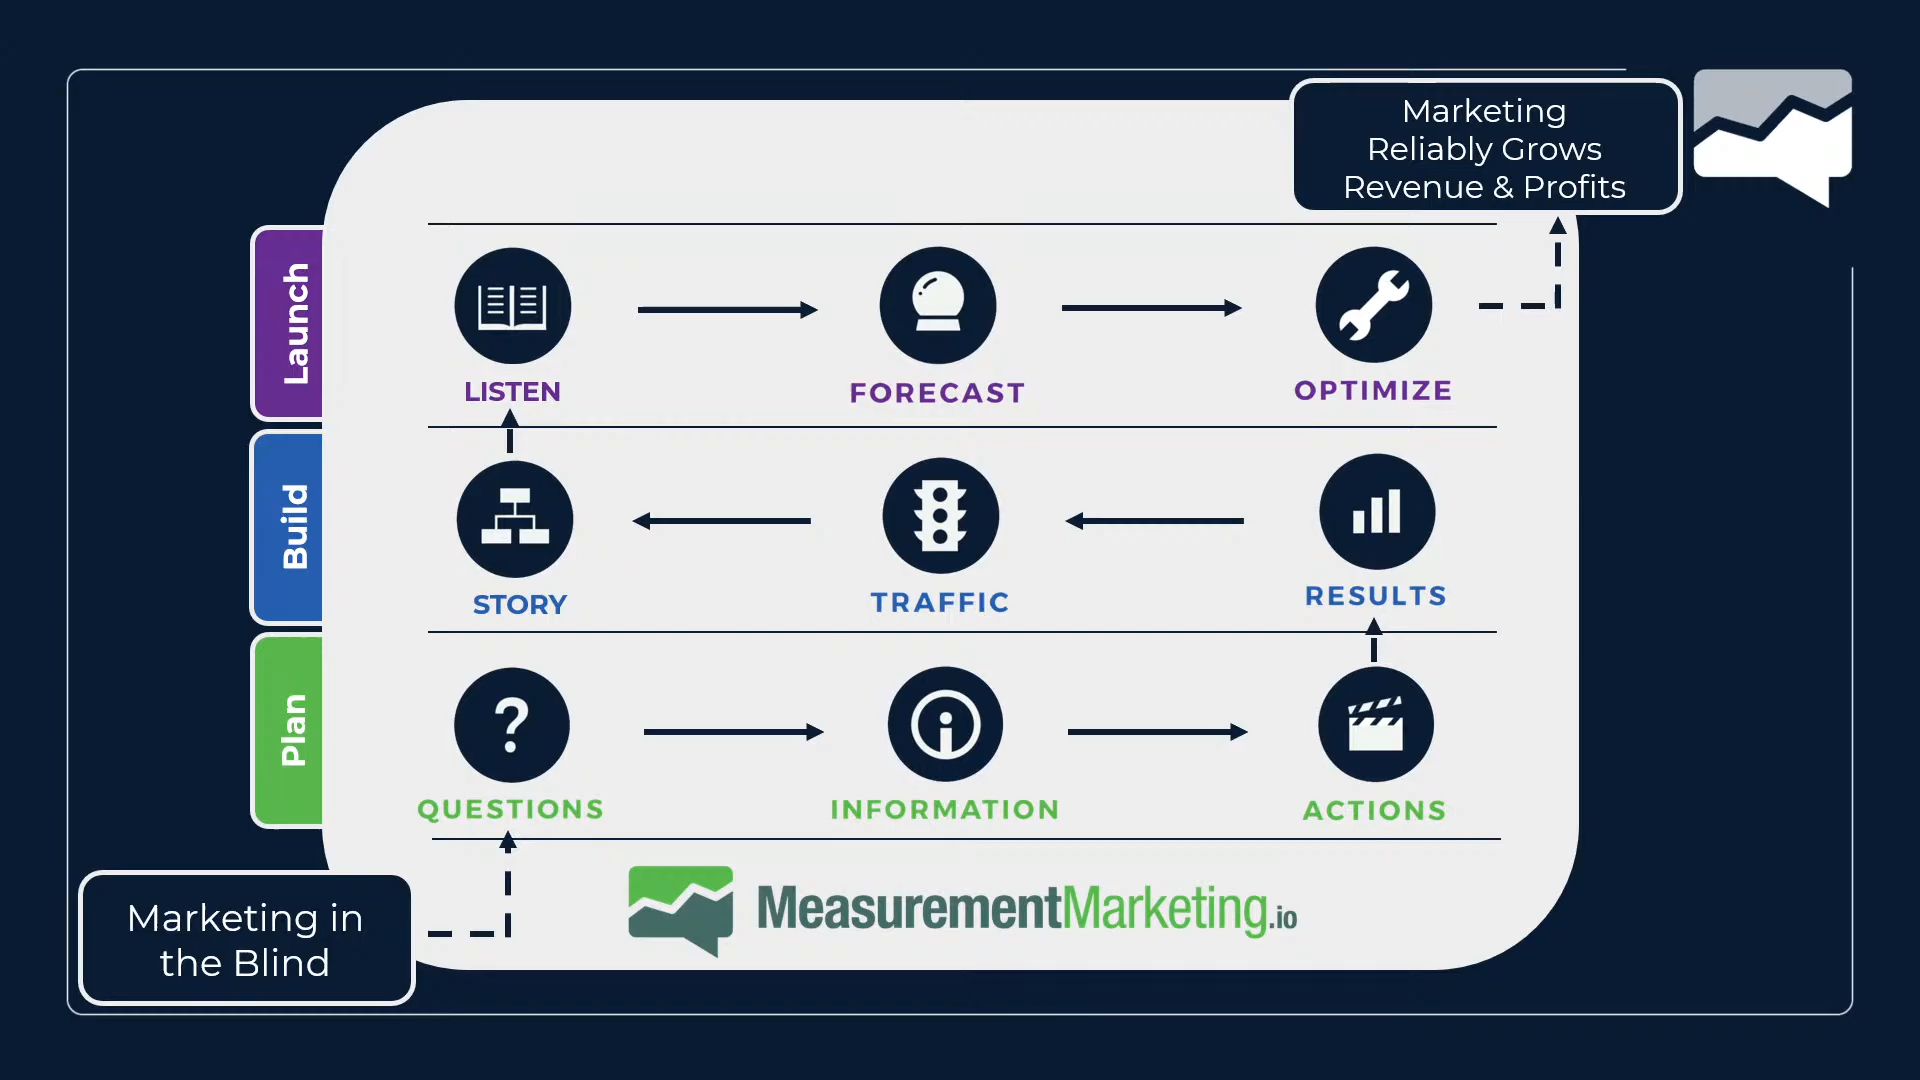 Marketing
Reliably Grows
Revenue & Profits
Launch
LISTEN
FORECAST
OPTIMIZE
Build
STORY
TRAFFIC
RESULTS
Plan
?
QUESTIONS
INFORMATION
ACTIONS
Marketing in
the Blind
MeasurementMarketing.io